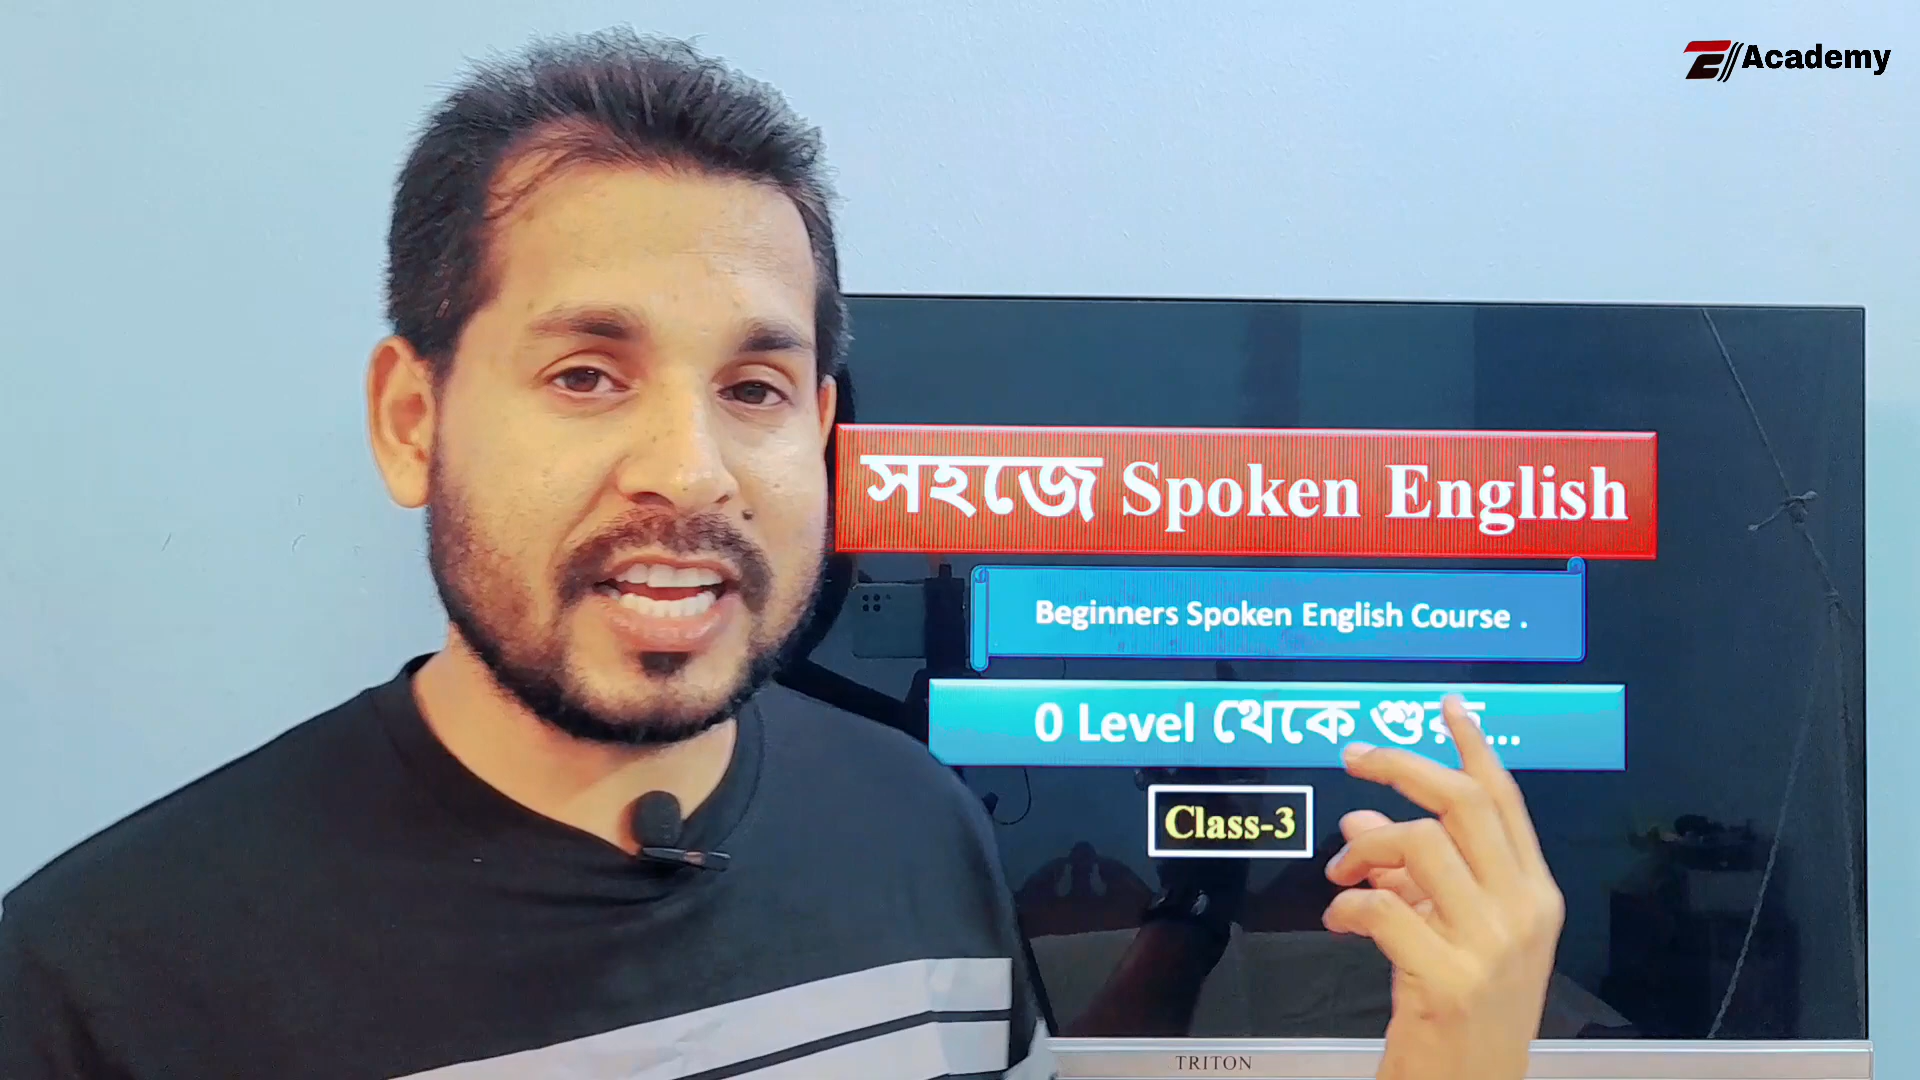 Academy
সহজে Spoken English
Beginners Spoken English Course .
0 Level থেকে শুরু...
Class-3
TRITON